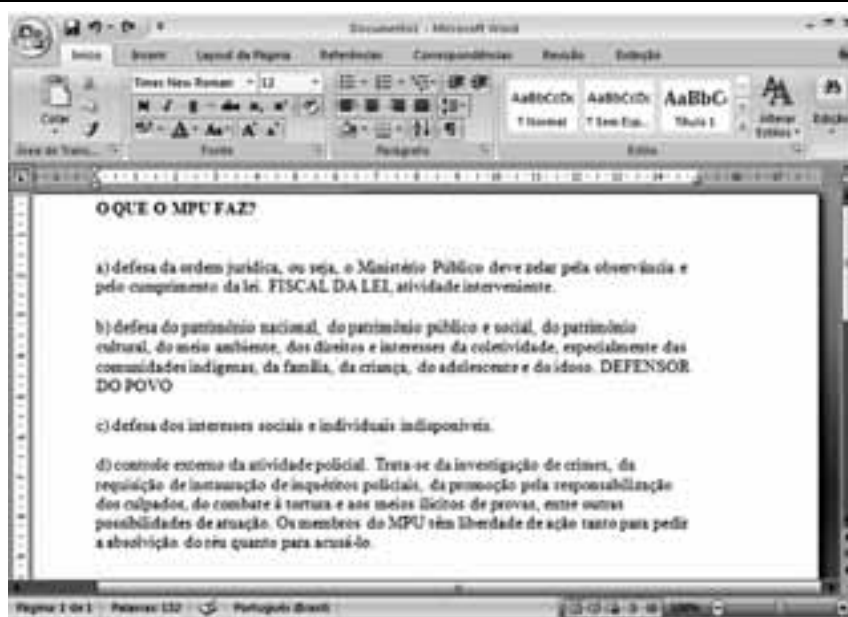 Documento1 - Microsoft Word
Início Inserir Layout da Página Referências Correspondências Revisão Exibição
Times New Roman 12
Colar
AaBbCcDc AaBbCcDc AaBbC
¶ Normal ¶ Sem Esp... Título 1
Alterar Estilos
Edição
Área de Transf... Fonte Parágrafo Estilo
O QUE O MPU FAZ?
a) defesa da ordem jurídica, ou seja, o Ministério Público deve zelar pela observância e
pelo cumprimento da lei. FISCAL DA LEI, atividade interveniente.
b) defesa do patrimônio nacional, do patrimônio público e social, do patrimônio
cultural, do meio ambiente, dos direitos e interesses da coletividade, especialmente das
comunidades indígenas, da família, da criança, do adolescente e do idoso. DEFENSOR
DO POVO
c) defesa dos interesses sociais e individuais indisponíveis.
d) controle externo da atividade policial. Trata-se da investigação de crimes, da
requisição de instauração de inquéritos policiais, da promoção pela responsabilização
dos culpados, do combate à tortura e aos meios ilícitos de provas, entre outras
possibilidades de atuação. Os membros do MPU têm liberdade de ação tanto para pedir
a absolvição do réu quanto para acusá-lo.
Página: 1 de 1 Palavras: 132 Português (Brasil) 100%